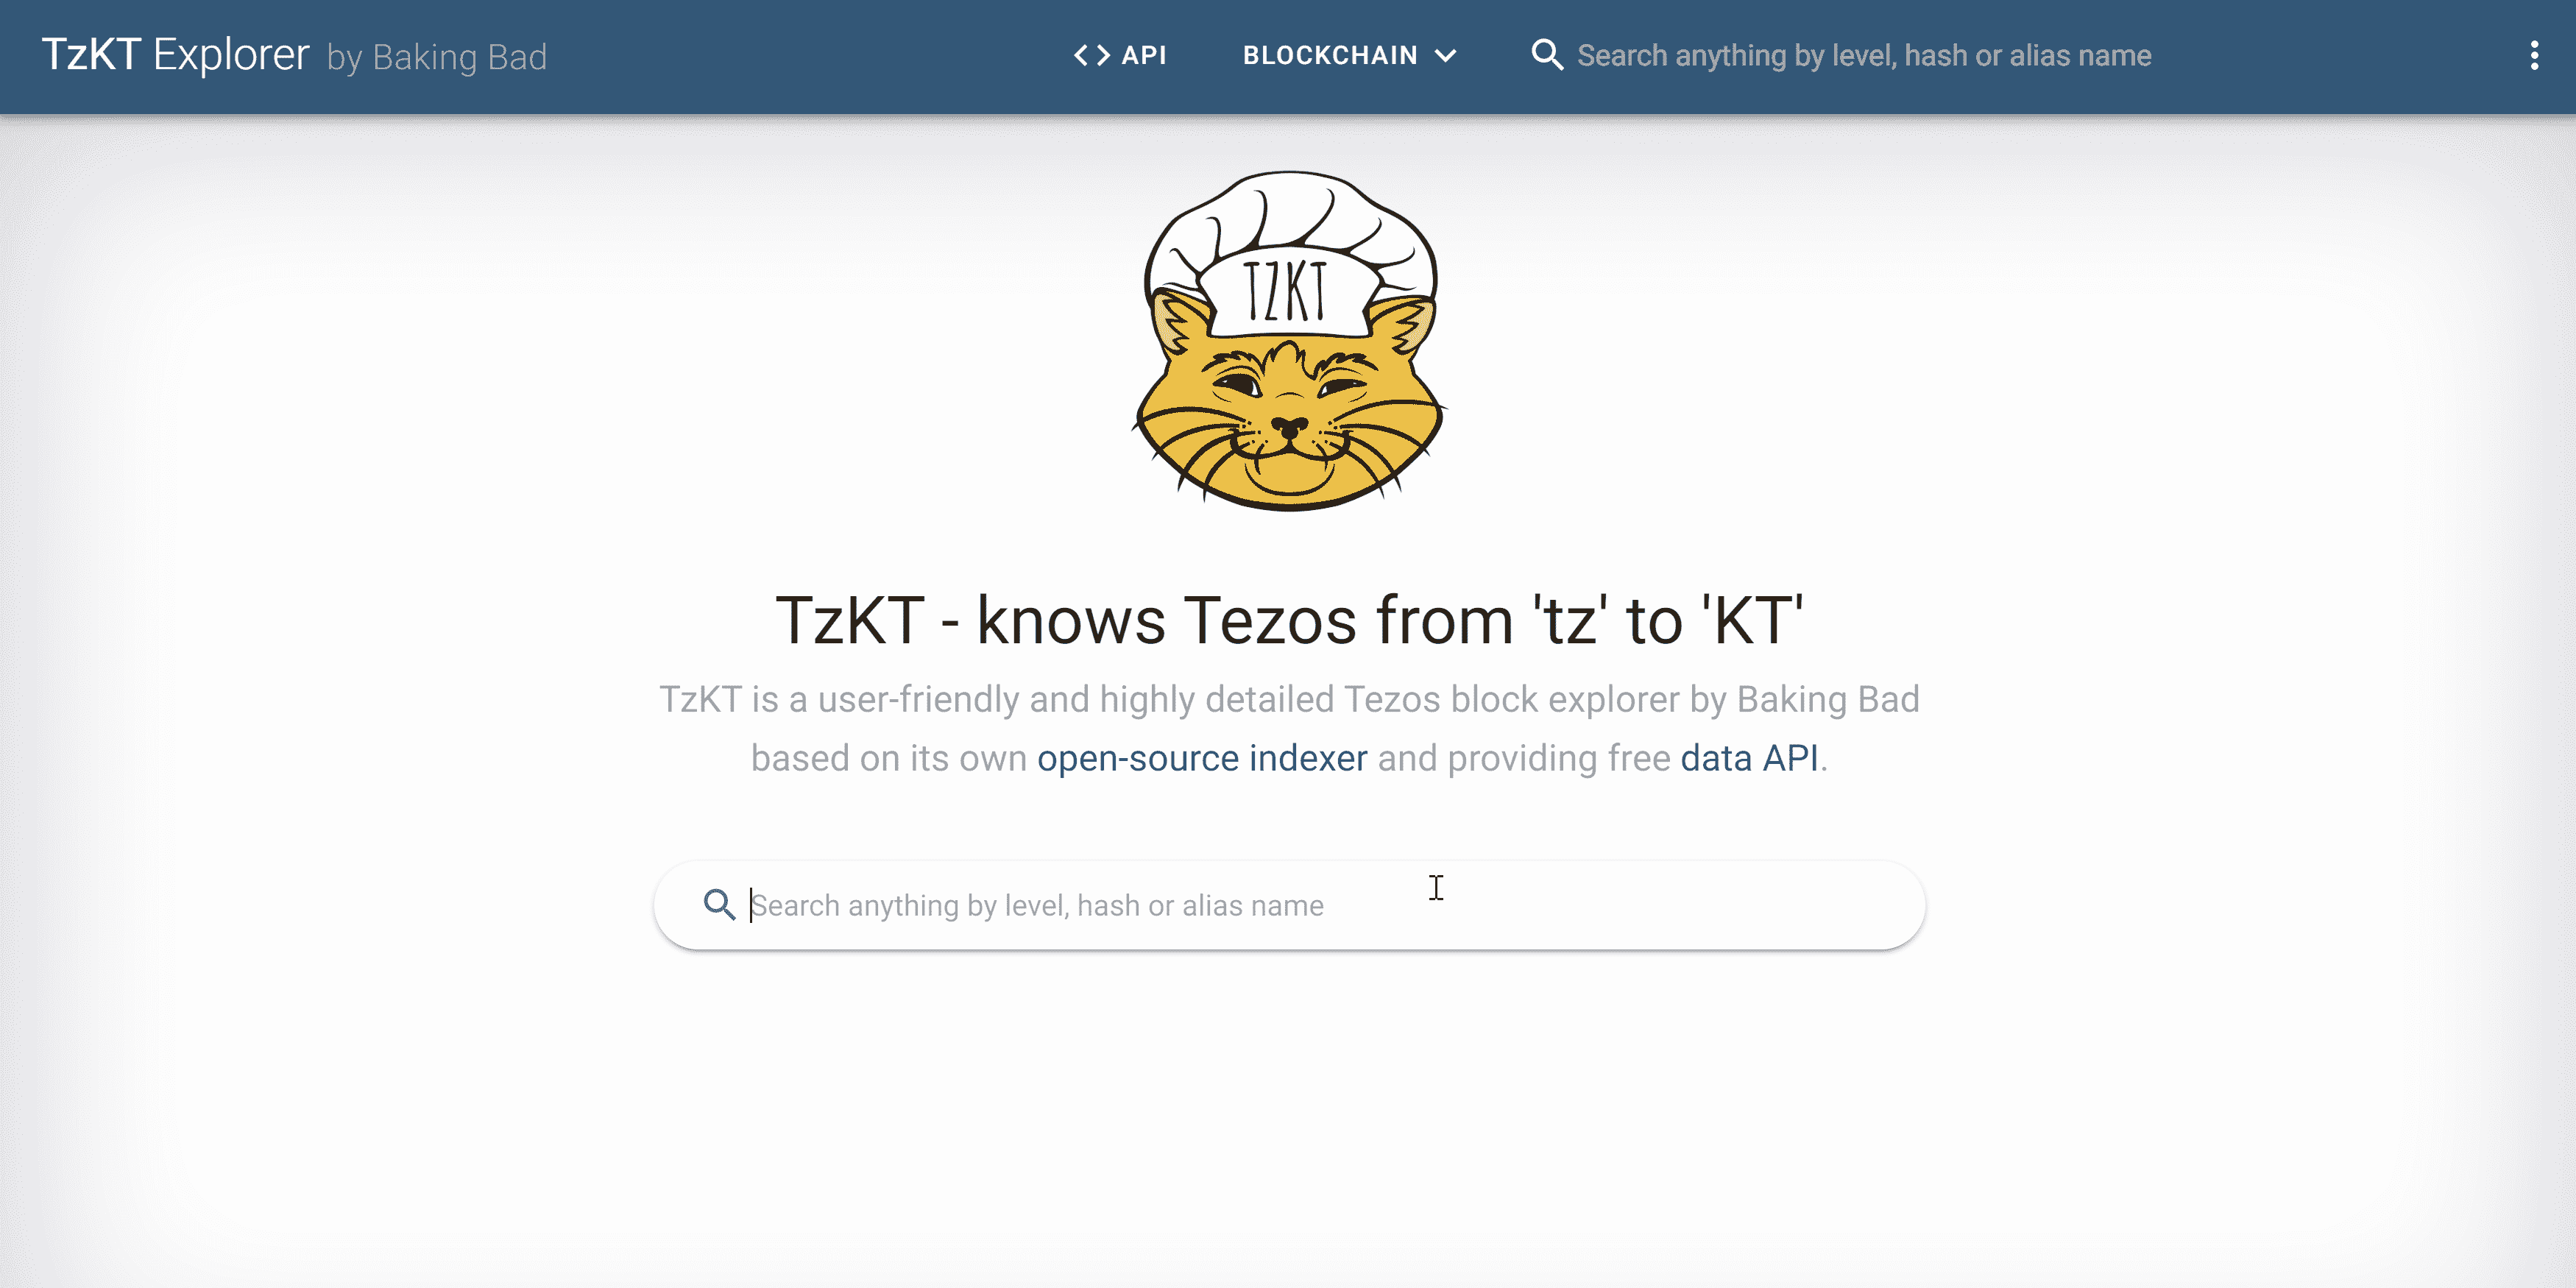 TzKT Explorer by Baking Bad
API
BLOCKCHAIN
Search anything by level, hash or alias name
TZKT
TzKT - knows Tezos from 'tz' to 'KT'
TzKT is a user-friendly and highly detailed Tezos block explorer by Baking Bad
based on its own open-source indexer and providing free data API.
Search anything by level, hash or alias name